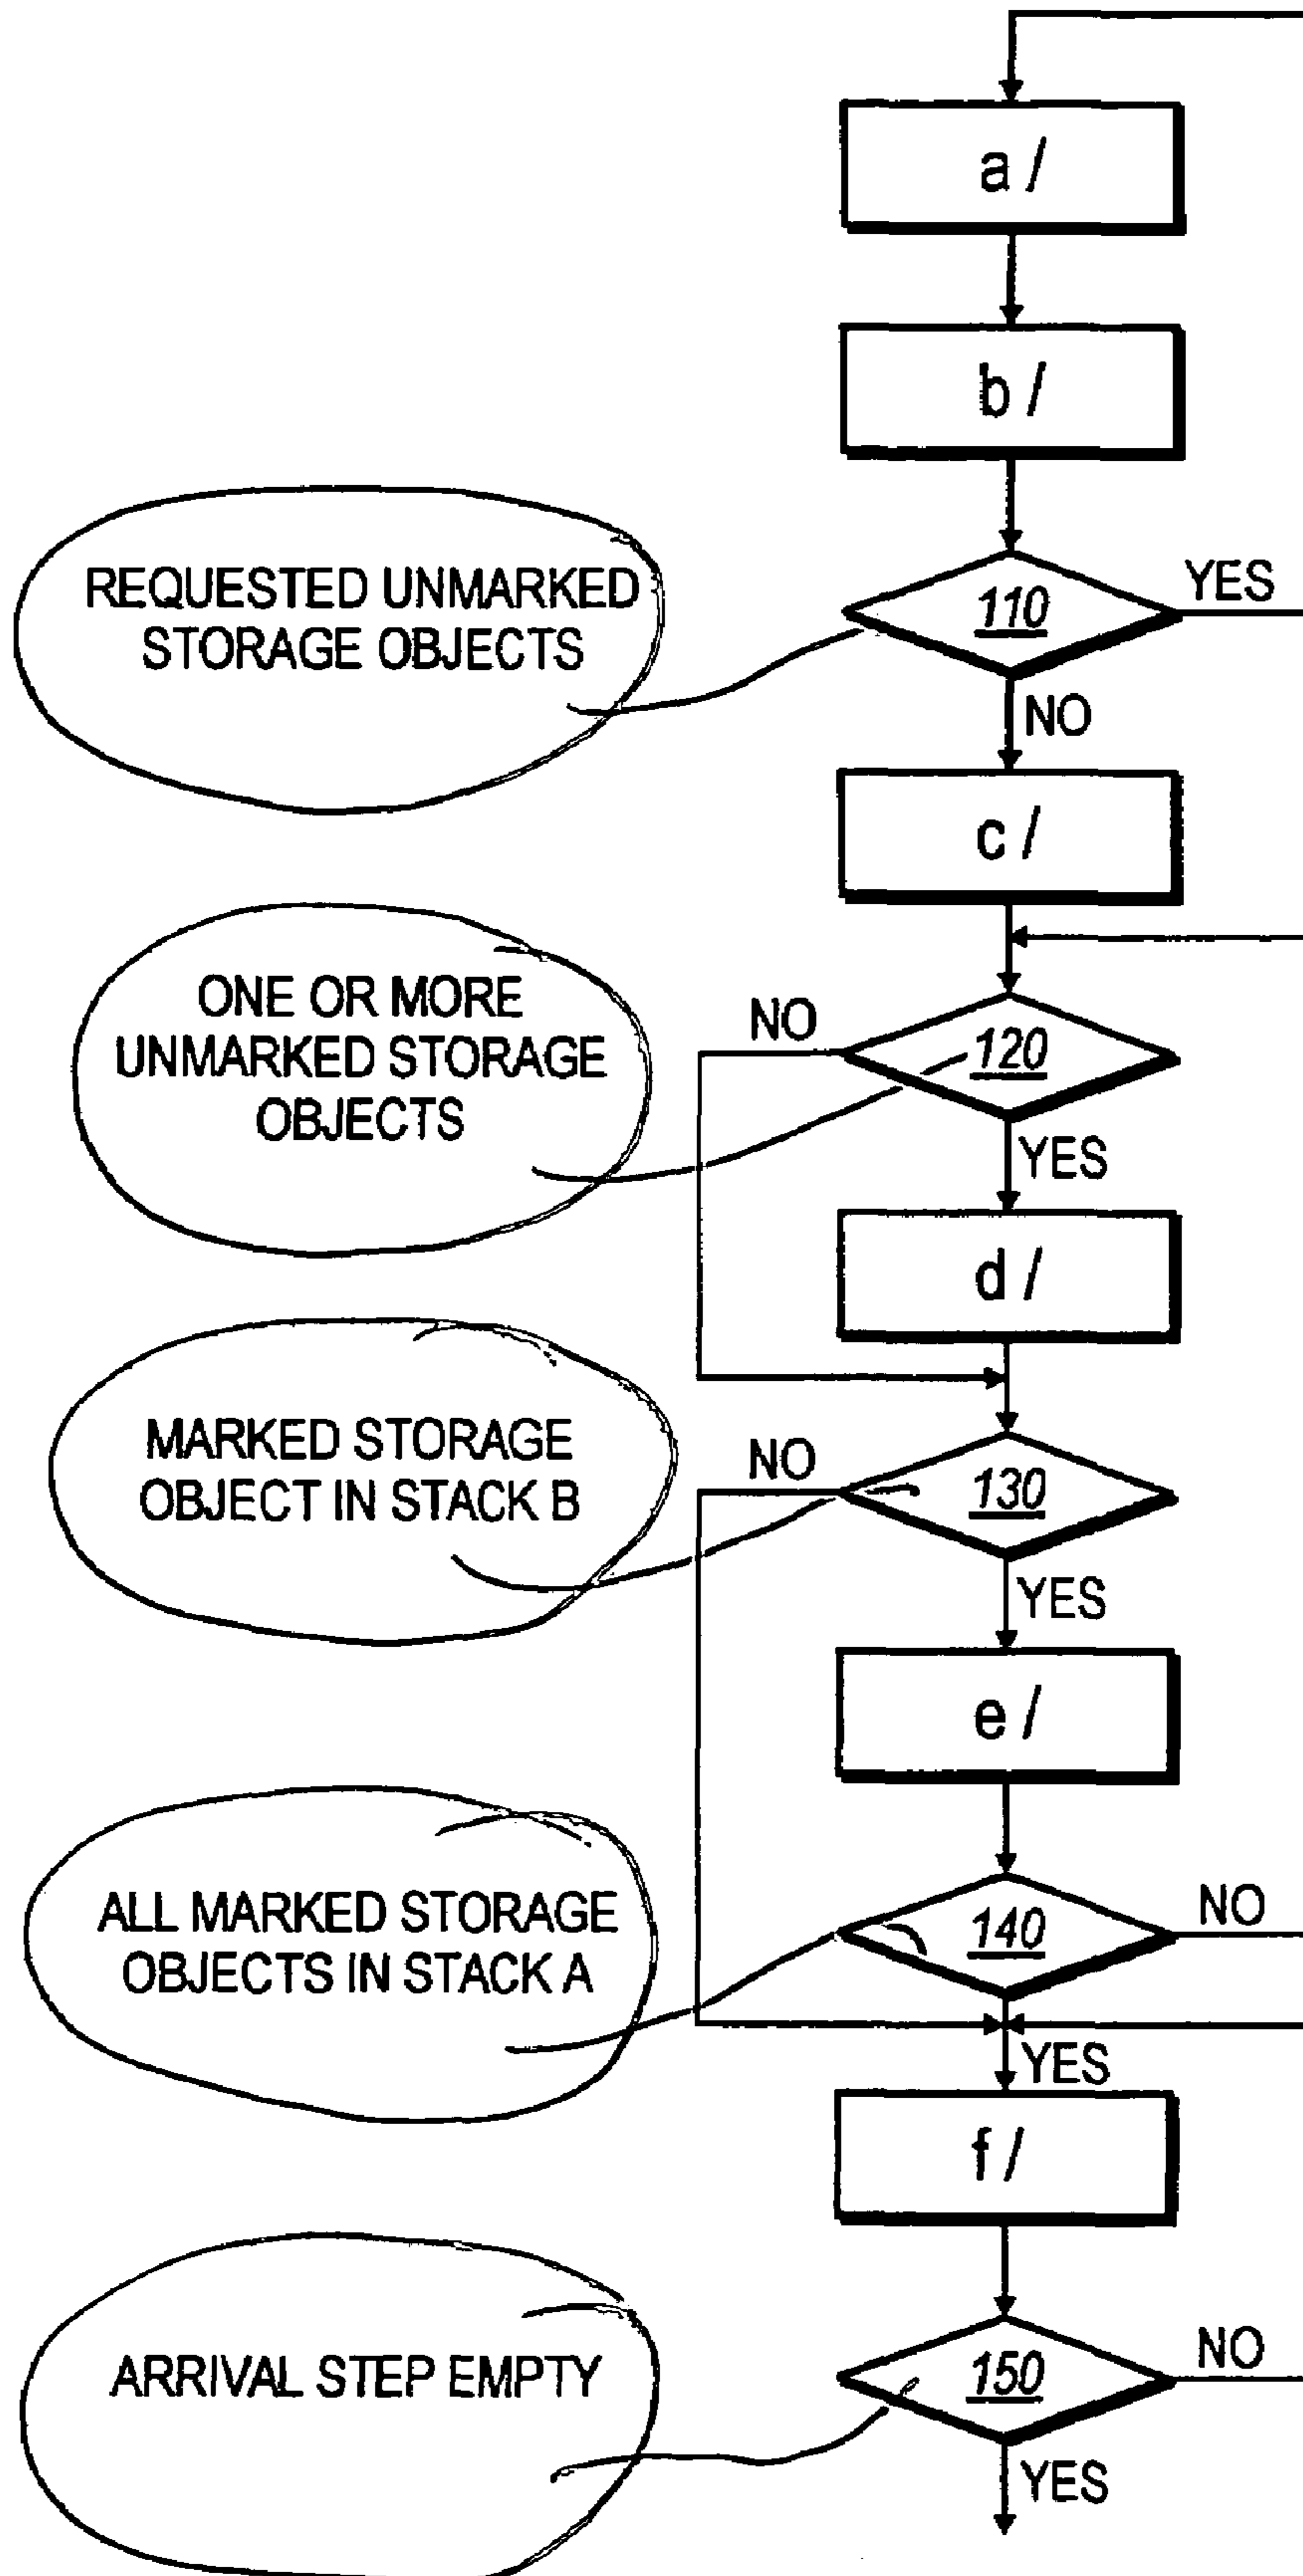 a /
b /
REQUESTED UNMARKED
STORAGE OBJECTS
110
YES
NO
c /
ONE OR MORE
UNMARKED STORAGE
OBJECTS
NO
120
YES
d /
MARKED STORAGE
OBJECT IN STACK B
NO
130
YES
e /
ALL MARKED STORAGE
OBJECTS IN STACK A
140
NO
YES
f /
ARRIVAL STEP EMPTY
150
NO
YES